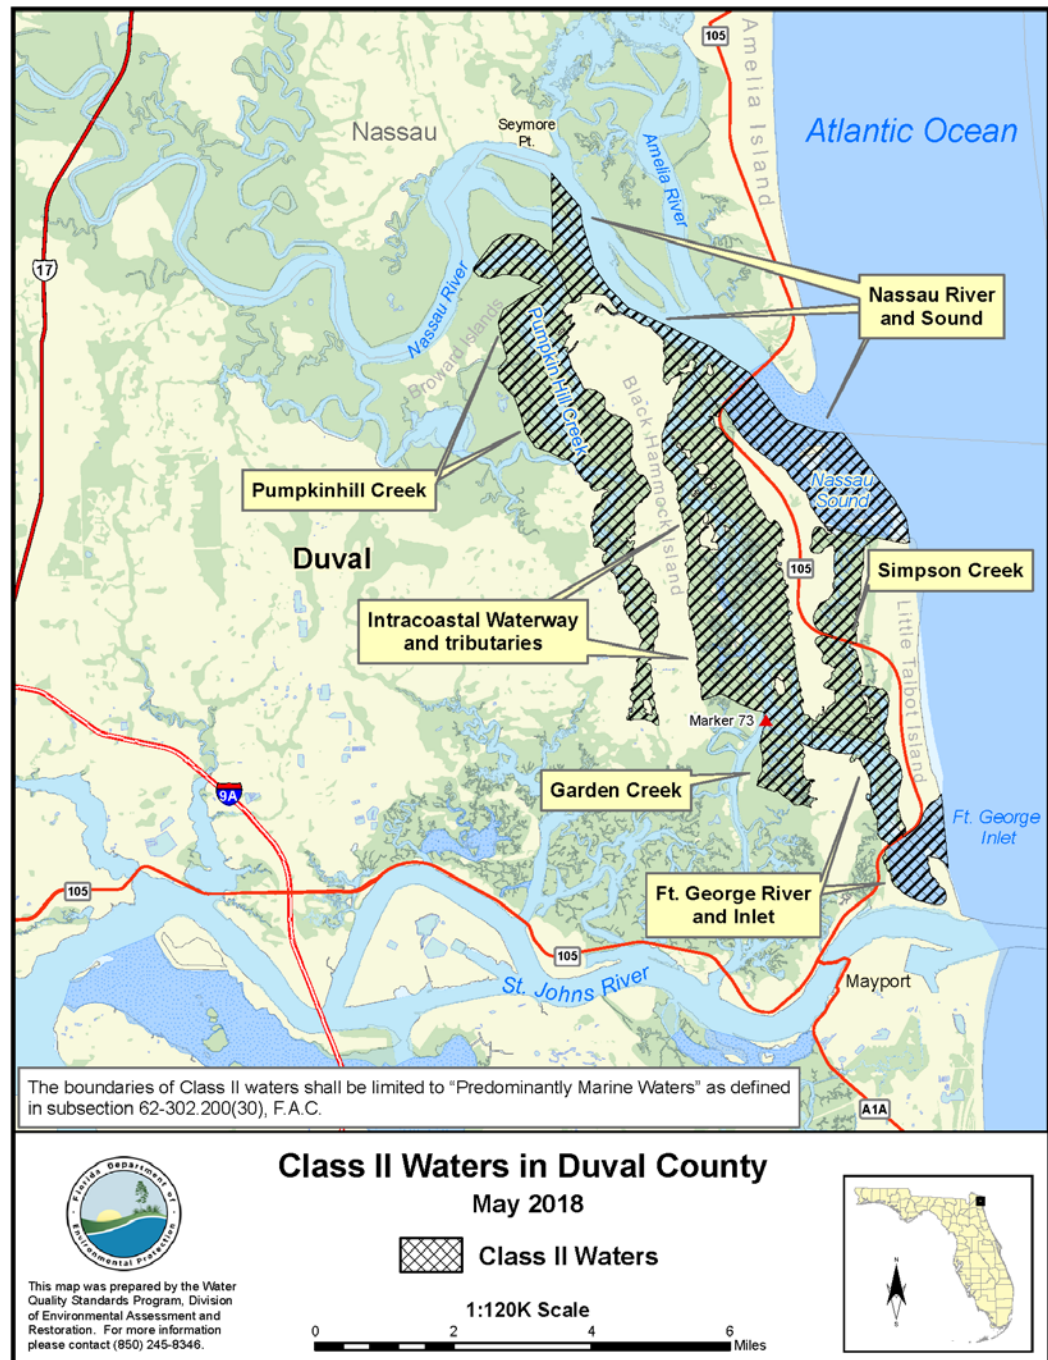 105
Amelia Island
Atlantic Ocean
Nassau
Seymore
Pt.
Amelia River
17
Nassau River
Nassau River
and Sound
Broward Islands
Pumpkin Hill Creek
Black Hammock Island
Pumpkinhill Creek
Nassau
Sound
Duval
105
Simpson Creek
Intracoastal Waterway
and tributaries
Little Talbot Island
Marker 73
Garden Creek
9A
Ft. George
Inlet
105
Ft. George River
and Inlet
105
St. Johns River
Mayport
The boundaries of Class II waters shall be limited to “Predominantly Marine Waters” as defined
in subsection 62-302.200(30), F.A.C.
A1A
Class II Waters in Duval County
May 2018
Class II Waters
1:120K Scale
0 2 4 6
Miles
Florida Department of
Environmental Protection
This map was prepared by the Water
Quality Standards Program, Division
of Environmental Assessment and
Restoration. For more information
please contact (850) 245-8346.
N
S